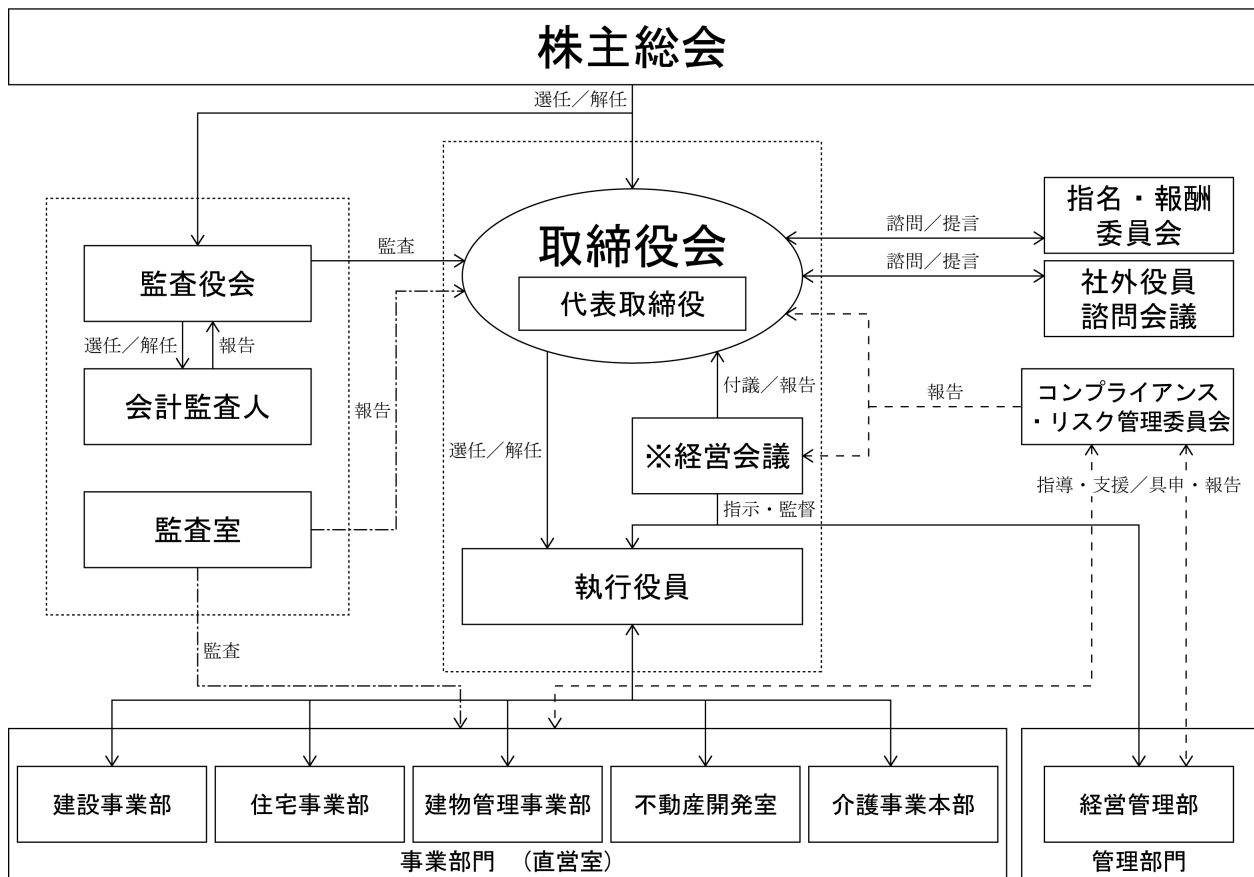 株主総会
選任／解任
取締役会
代表取締役
監査
監査役会
選任／解任
報告
会計監査人
監査室
報告
監査
諮問／提言
指名・報酬
委員会
諮問／提言
社外役員
諮問会議
コンプライアンス
・リスク管理委員会
報告
付議／報告
※経営会議
選任／解任
指示・監督
指導・支援／具申・報告
執行役員
建設事業部
住宅事業部
建物管理事業部
不動産開発室
介護事業本部
事業部門　（直営室）
経営管理部
管理部門